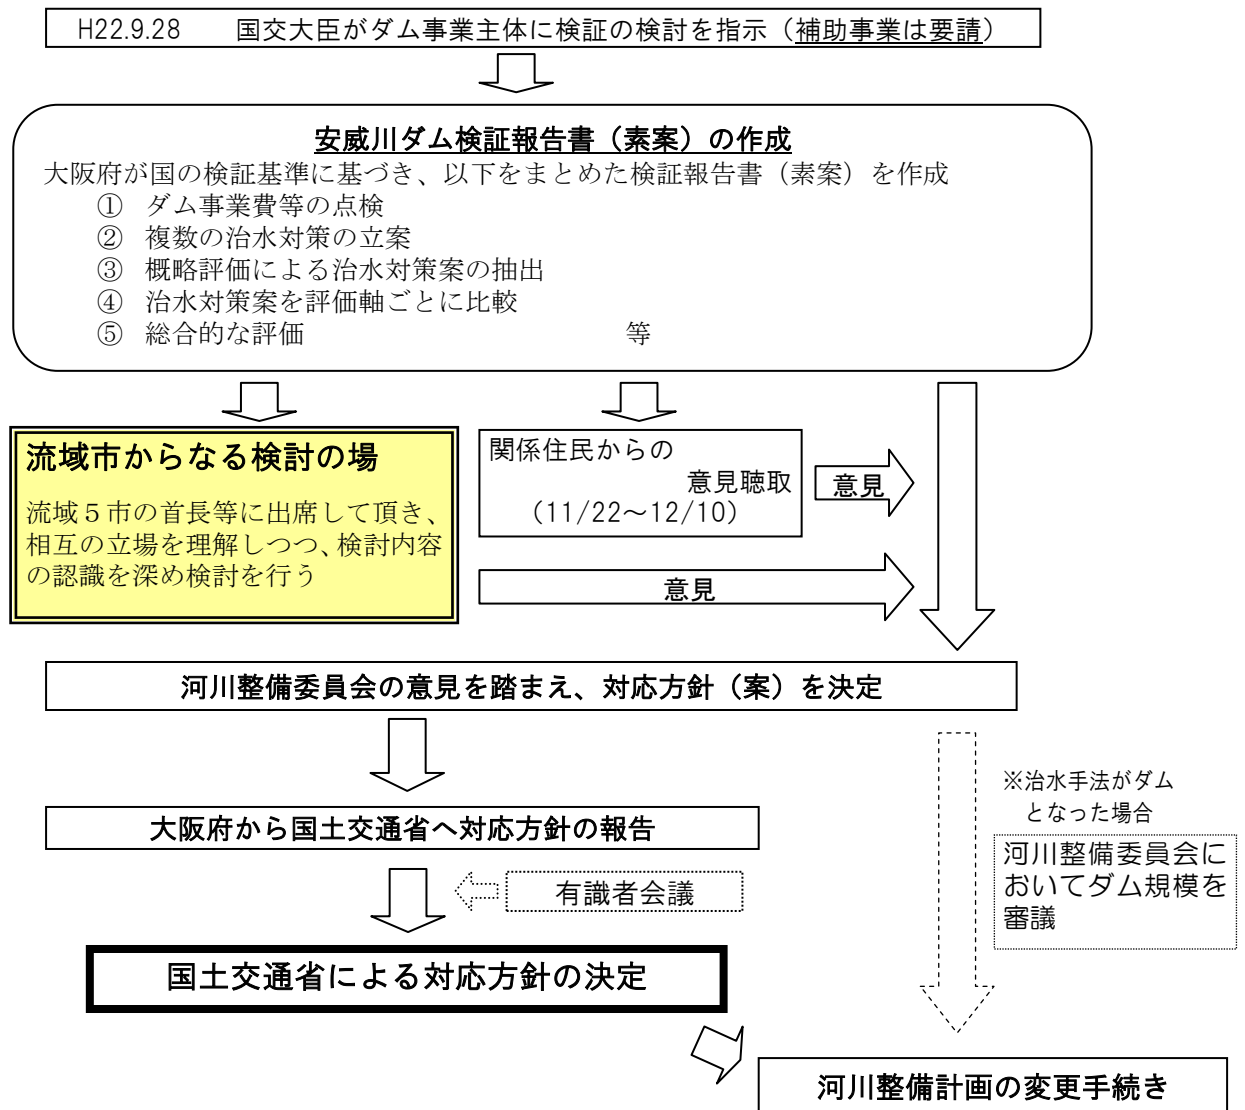 H22.9.28 国交大臣がダム事業主体に検証の検討を指示（補助事業は要請）
安威川ダム検証報告書（素案）の作成
大阪府が国の検証基準に基づき、以下をまとめた検証報告書（素案）を作成
① ダム事業費等の点検
② 複数の治水対策の立案
③ 概略評価による治水対策案の抽出
④ 治水対策案を評価軸ごとに比較
⑤ 総合的な評価 等
流域市からなる検討の場
流域５市の首長等に出席して頂き、
相互の立場を理解しつつ、検討内容
の認識を深め検討を行う
関係住民からの
意見聴取
（11/22～12/10）
意見
意見
河川整備委員会の意見を踏まえ、対応方針（案）を決定
※治水手法がダム
となった場合
河川整備委員会に
おいてダム規模を
審議
大阪府から国土交通省へ対応方針の報告
有識者会議
国土交通省による対応方針の決定
河川整備計画の変更手続き